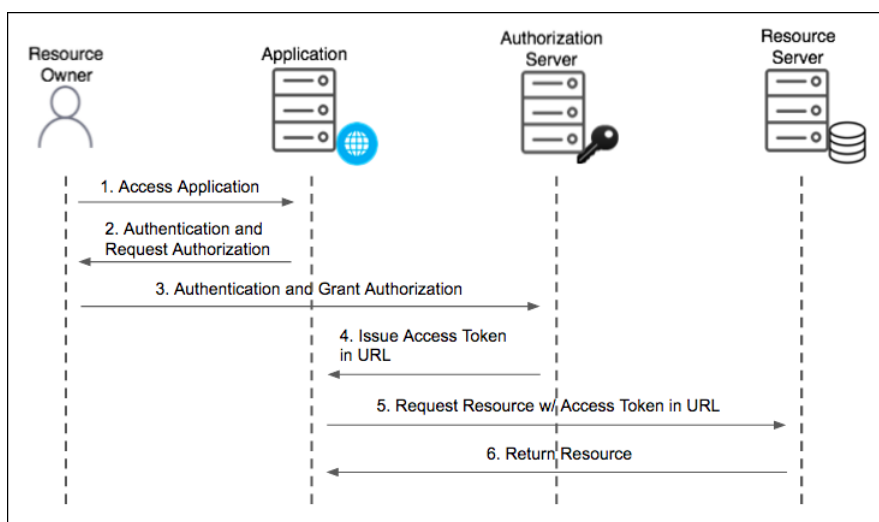 Resource
Owner
Application
Authorization
Server
Resource
Server
1. Access Application
2. Authentication and
Request Authorization
3. Authentication and Grant Authorization
4. Issue Access Token
in URL
5. Request Resource w/ Access Token in URL
6. Return Resource